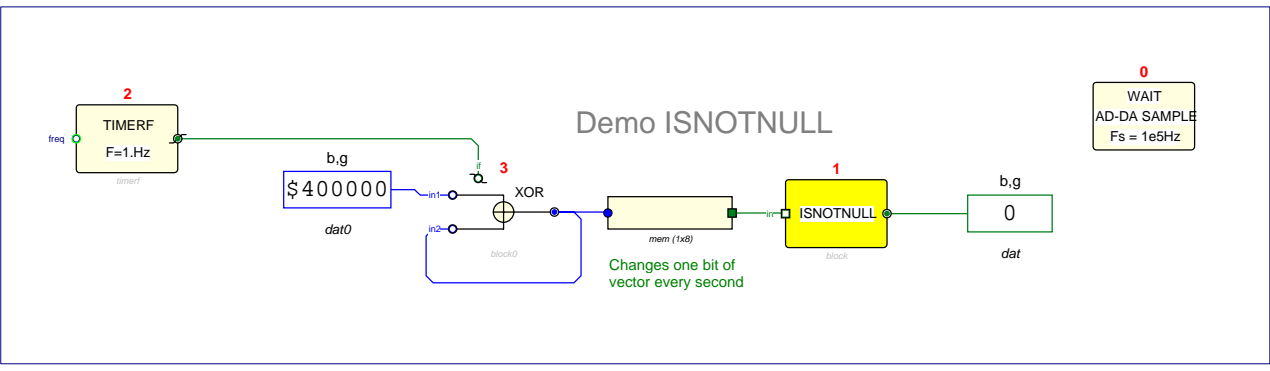 0
WAIT
AD-DA SAMPLE
Fs = 1e5Hz
2
TIMERF
F=1.Hz
freq
timerf
Demo ISNOTNULL
b,g
$400000
dat0
if
3
XOR
in1
in2
block0
mem (1x8)
Changes one bit of
vector every second
in
1
ISNOTNULL
block
b,g
0
dat